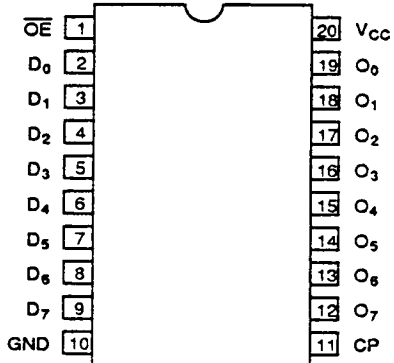 O̅E̅ 1 20 V_CC
D₀ 2 19 O₀
D₁ 3 18 O₁
D₂ 4 17 O₂
D₃ 5 16 O₃
D₄ 6 15 O₄
D₅ 7 14 O₅
D₆ 8 13 O₆
D₇ 9 12 O₇
GND 10 11 CP